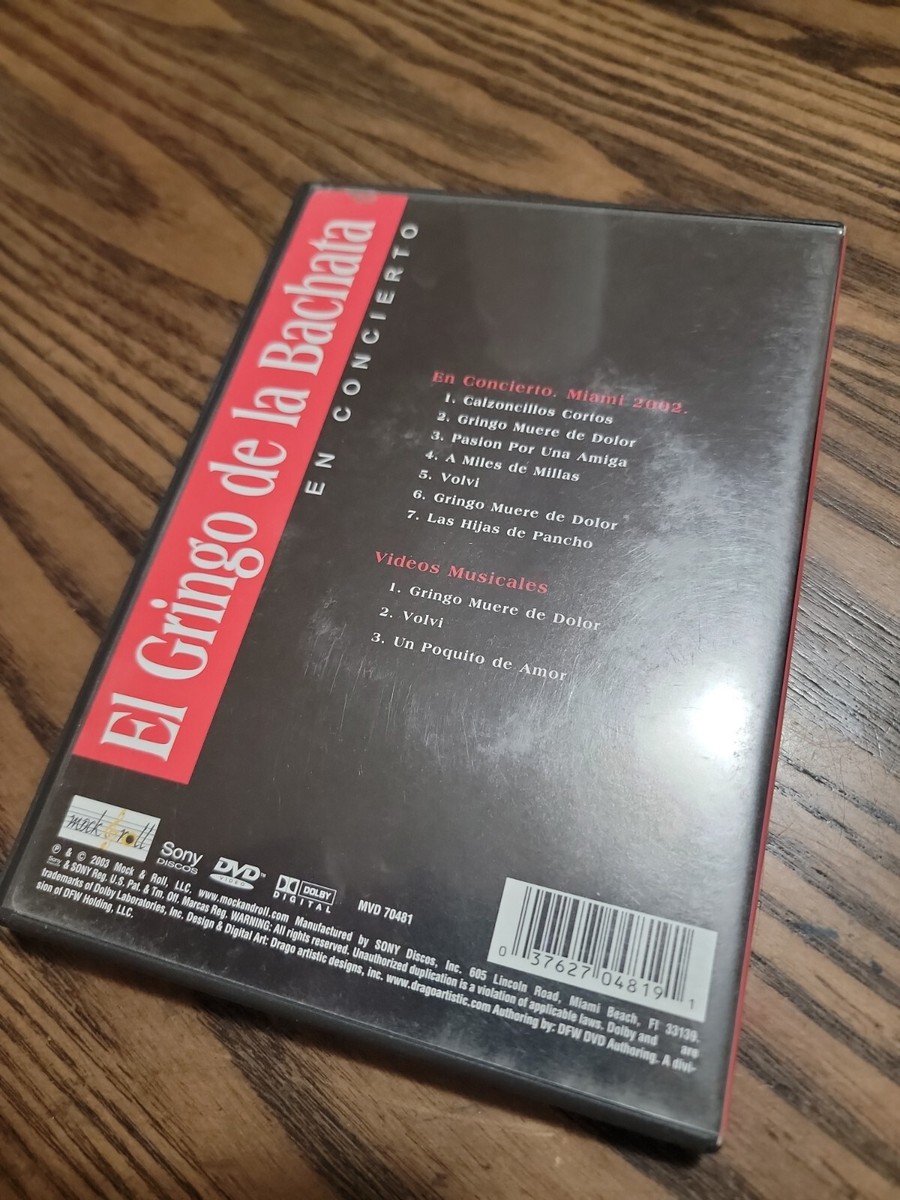 El Gringo de la Bachata
EN CONCIERTO
En Concierto. Miami 2002.
1. Calzoncillos Cortos
2. Gringo Muere de Dolor
3. Pasion Por Una Amiga
4. A Miles de Millas
5. Volvi
6. Gringo Muere de Dolor
7. Las Hijas de Pancho
Videos Musicales
1. Gringo Muere de Dolor
2. Volvi
3. Un Poquito de Amor
mock & roll
Sony
DISCOS
DVD
VIDEO
DOLBY
DIGITAL
MVD 70481
℗ & © 2003 Mock & Roll, LLC. www.mockandroll.com Manufactured by SONY Discos, Inc. 605 Lincoln Road, Miami Beach, Fl 33139.
Sony & SONY Reg. U.S. Pat. & Tm. Off. Marcas Reg. WARNING: All rights reserved. Unauthorized duplication is a violation of applicable laws. Dolby and are
trademarks of Dolby Laboratories, Inc. Design & Digital Art: Drago artistic designs, inc. www.dragoartistic.com Authoring by: DFW DVD Authoring. A divi-
sion of DFW Holding, LLC.
0 37627 04819 1